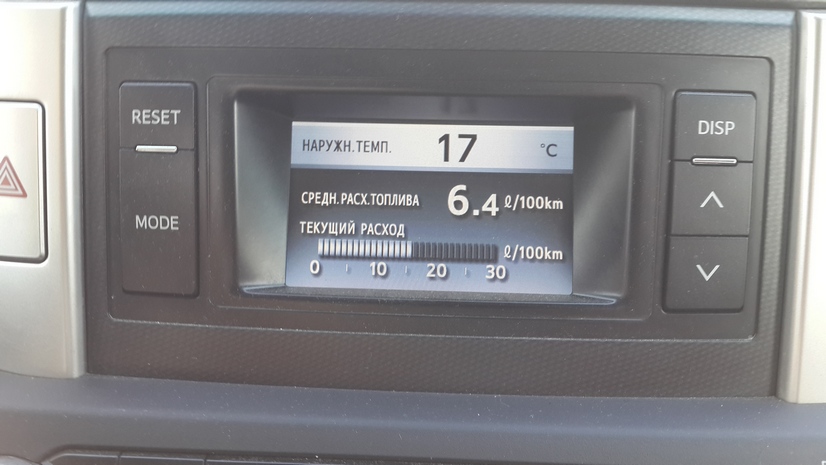 RESET
MODE
НАРУЖН.ТЕМП. 17 °C
СРЕДН.РАСХ.ТОПЛИВА 6.4 ℓ/100km
ТЕКУЩИЙ РАСХОД
ℓ/100km
0 10 20 30
DISP